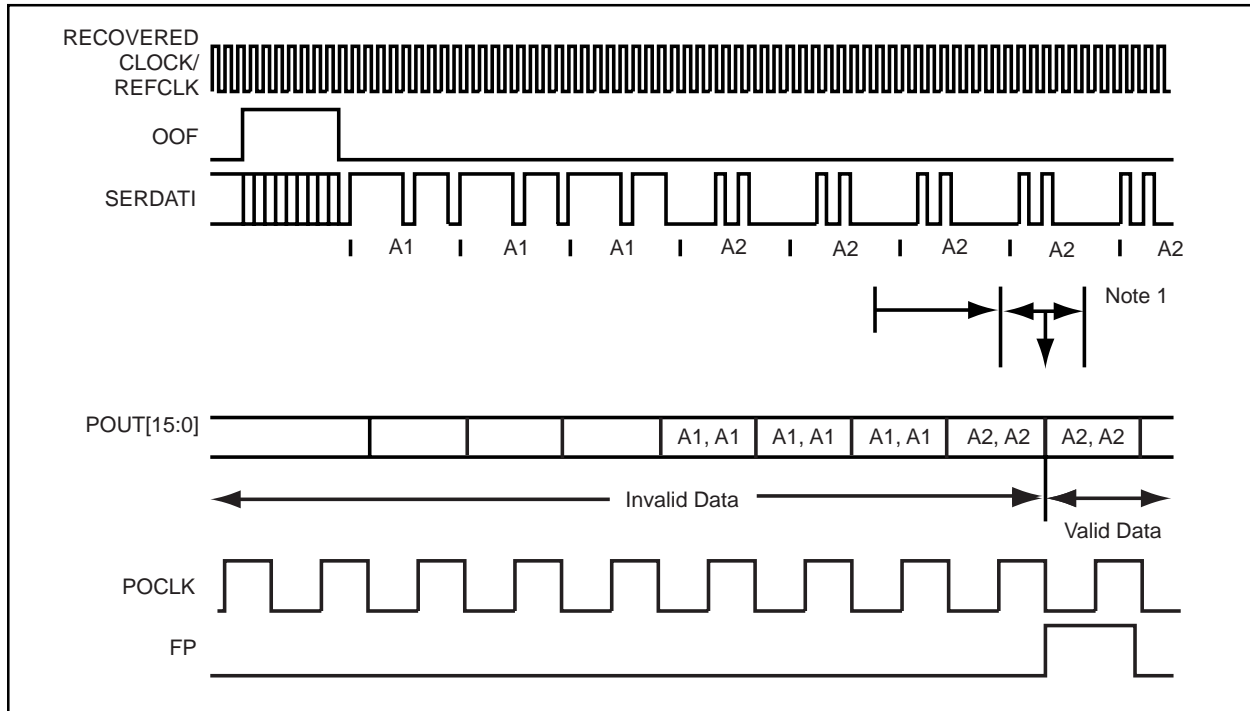 RECOVERED
CLOCK/
REFCLK
OOF
SERDATI
A1 A1 A1 A2 A2 A2 A2 A2
Note 1
POUT[15:0]
A1, A1 A1, A1 A1, A1 A2, A2 A2, A2
Invalid Data
Valid Data
POCLK
FP